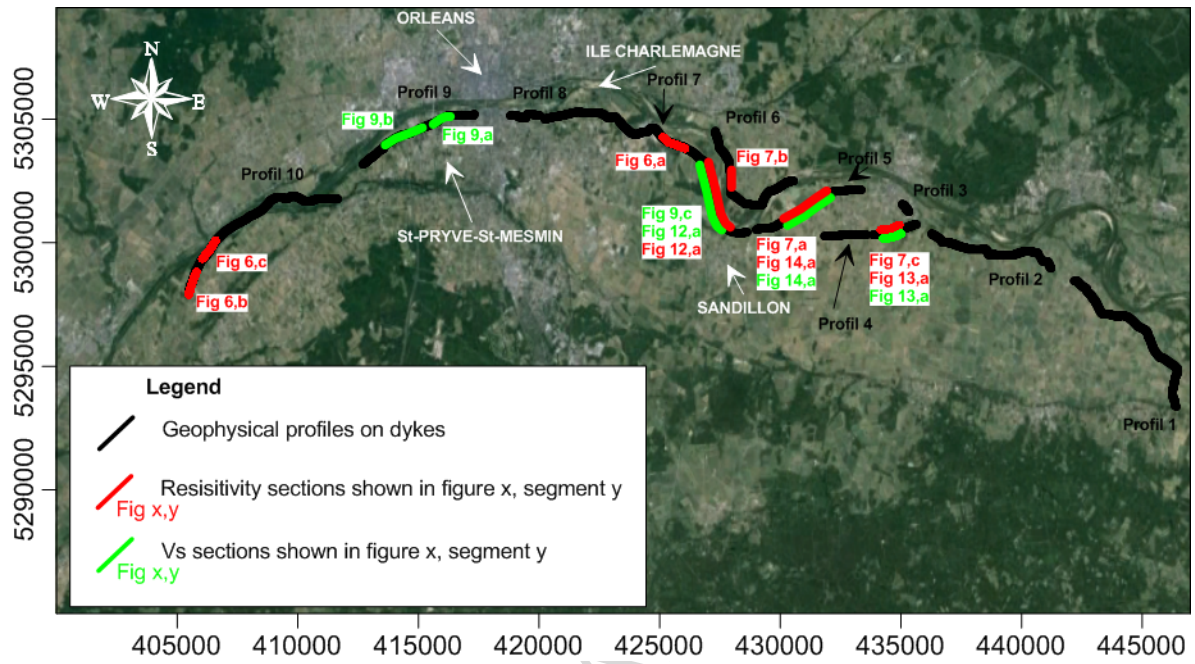 ORLEANS
ILE CHARLEMAGNE
N
W E
S
Profil 9
Profil 8
Profil 7
Profil 6
Fig 9,b
Fig 9,a
Fig 6,a
Fig 7,b
Profil 5
Profil 10
Profil 3
St-PRYVE-St-MESMIN
Fig 9,c
Fig 12,a
Fig 12,a
Fig 7,a
Fig 14,a
Fig 14,a
Fig 7,c
Fig 13,a
Fig 13,a
Fig 6,c
Fig 6,b
SANDILLON
Profil 4
Profil 2
Profil 1
Legend
Geophysical profiles on dykes
Resisitivity sections shown in figure x, segment y
Fig x,y
Vs sections shown in figure x, segment y
Fig x,y
5305000
5300000
5295000
5290000
405000 410000 415000 420000 425000 430000 435000 440000 445000